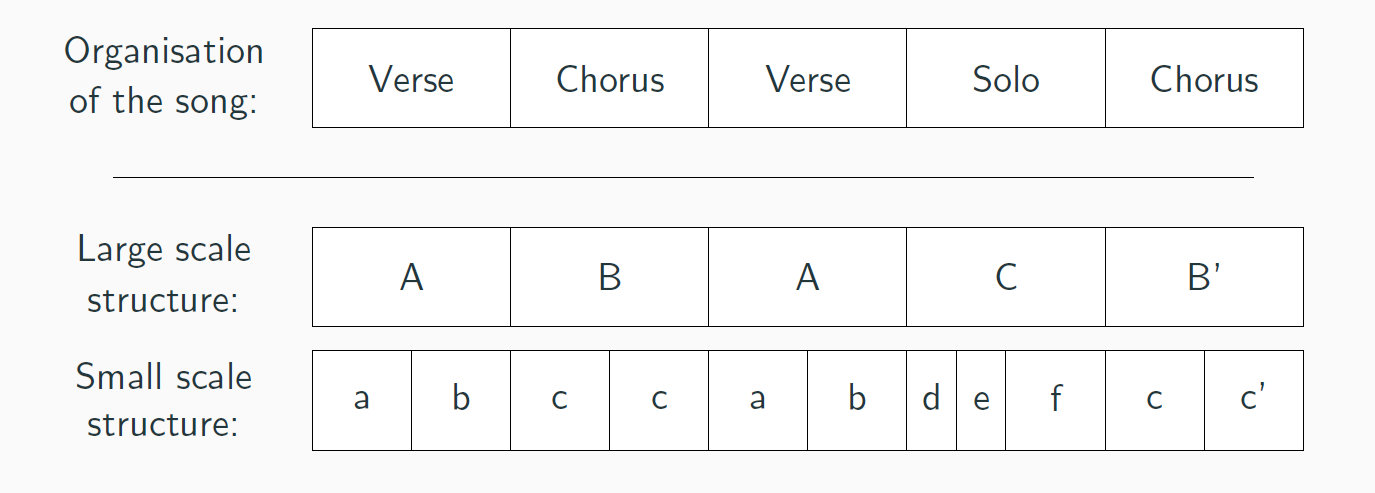 Organisation
of the song:
Verse Chorus Verse Solo Chorus
Large scale
structure:
A B A C B’
Small scale
structure:
a b c c a b d e f c c’